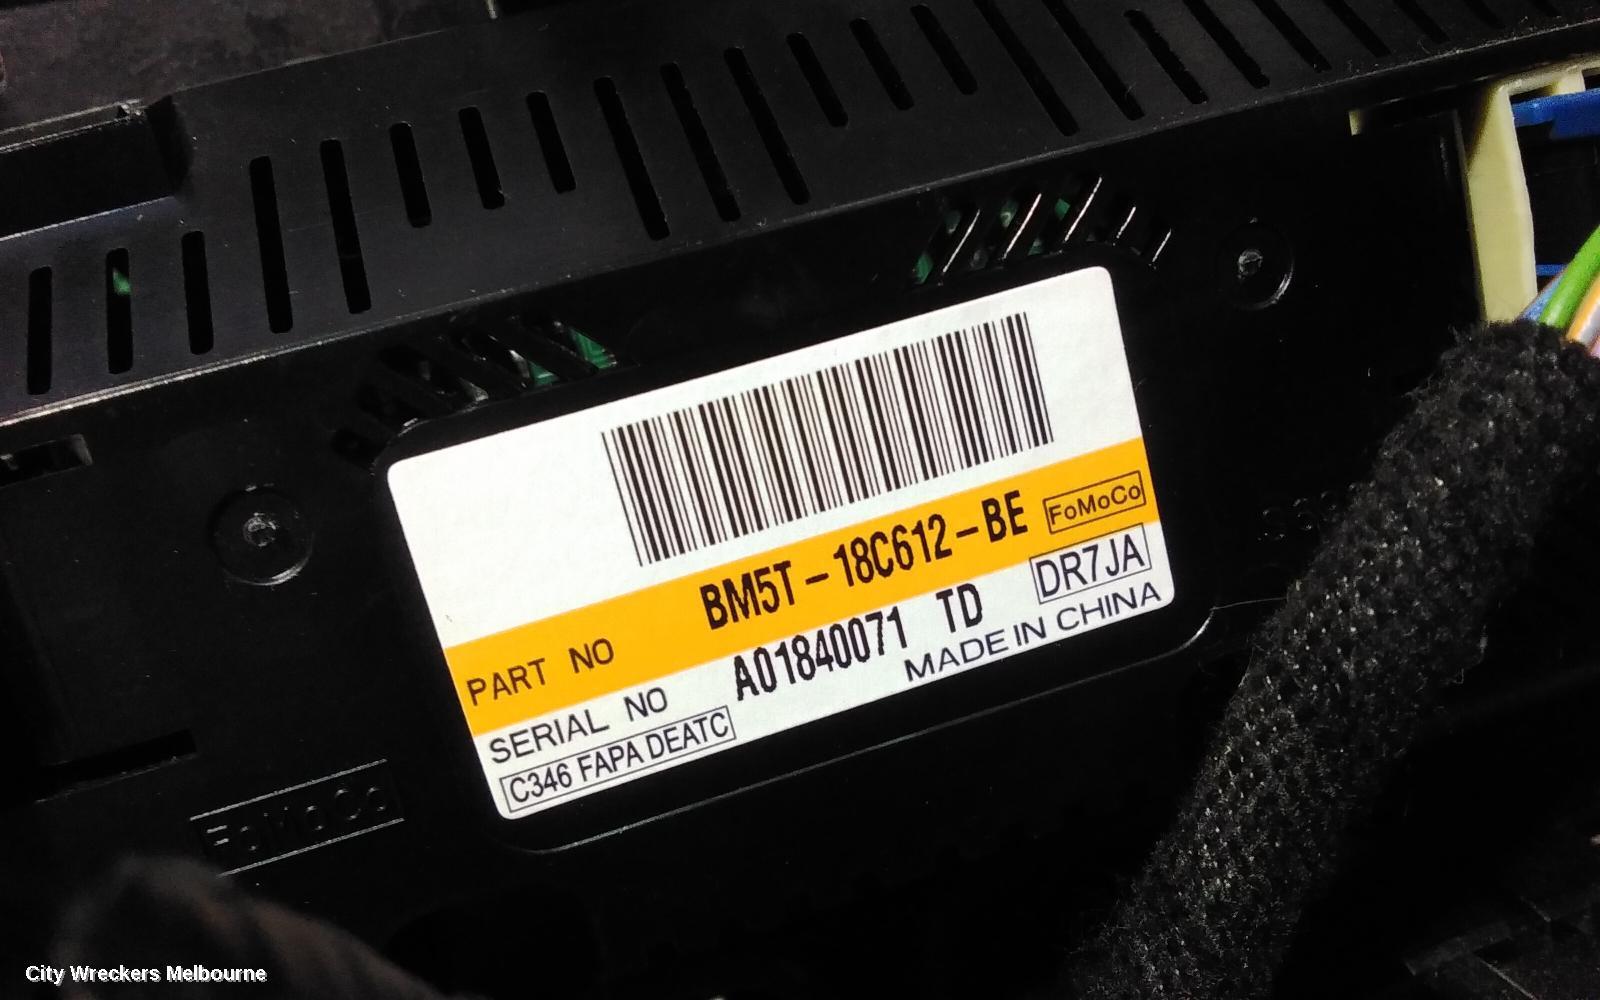 PART NO BM5T-18C612-BE FoMoCo
SERIAL NO A01840071 TD DR7JA
C346 FAPA DEATC MADE IN CHINA
FoMoCo
City Wreckers Melbourne